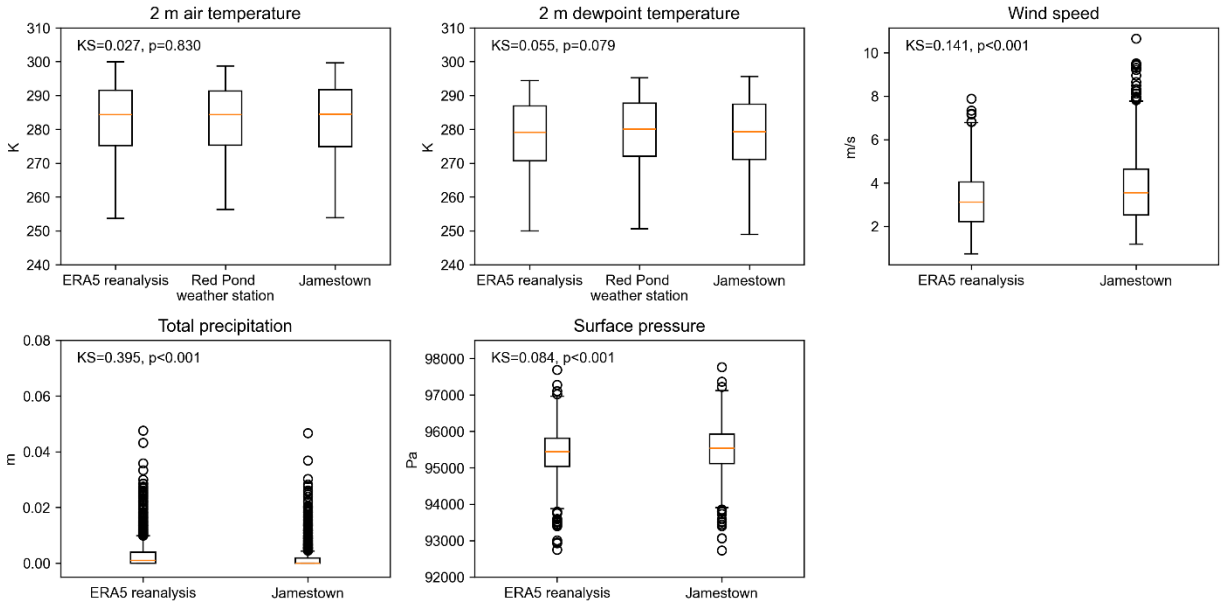 2 m air temperature
KS=0.027, p=0.830
310
300
290
280
270
260
250
240
K
ERA5 reanalysis
Red Pond
weather station
Jamestown
2 m dewpoint temperature
KS=0.055, p=0.079
310
300
290
280
270
260
250
240
K
ERA5 reanalysis
Red Pond
weather station
Jamestown
Wind speed
KS=0.141, p<0.001
10
8
6
4
2
m/s
ERA5 reanalysis
Jamestown
Total precipitation
KS=0.395, p<0.001
0.08
0.06
0.04
0.02
0.00
m
ERA5 reanalysis
Jamestown
Surface pressure
KS=0.084, p<0.001
98000
97000
96000
95000
94000
93000
92000
Pa
ERA5 reanalysis
Jamestown